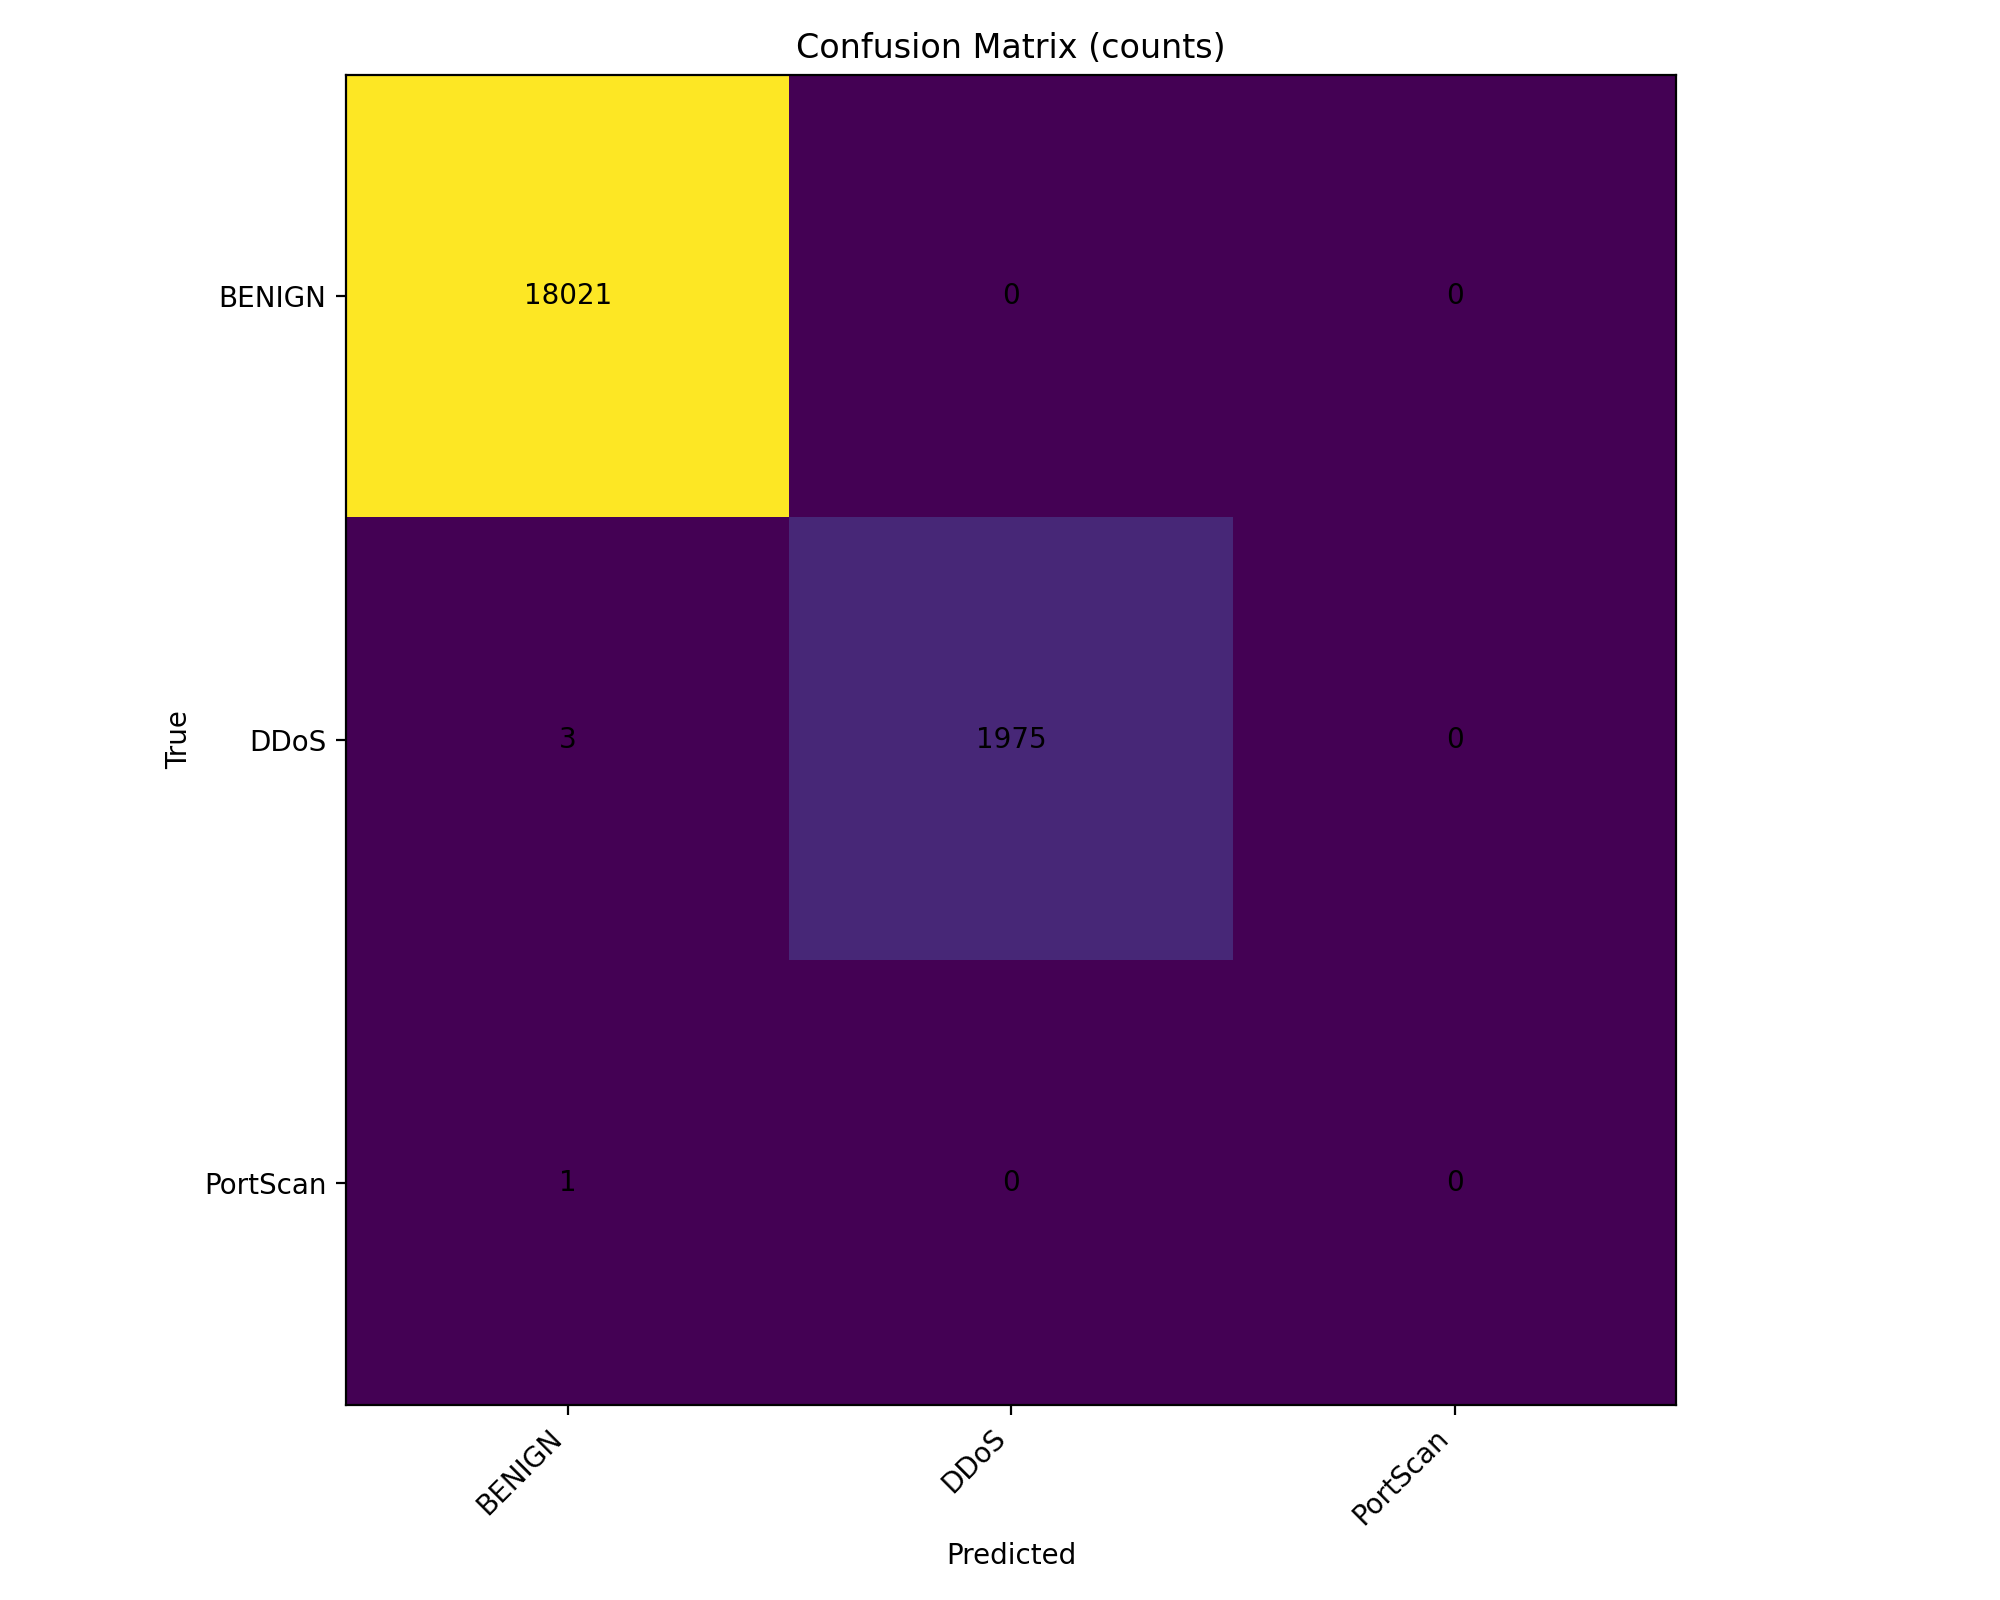 Confusion Matrix (counts)
BENIGN
18021 0 0
True
DDoS
3 1975 0
PortScan
1 0 0
BENIGN DDoS PortScan
Predicted